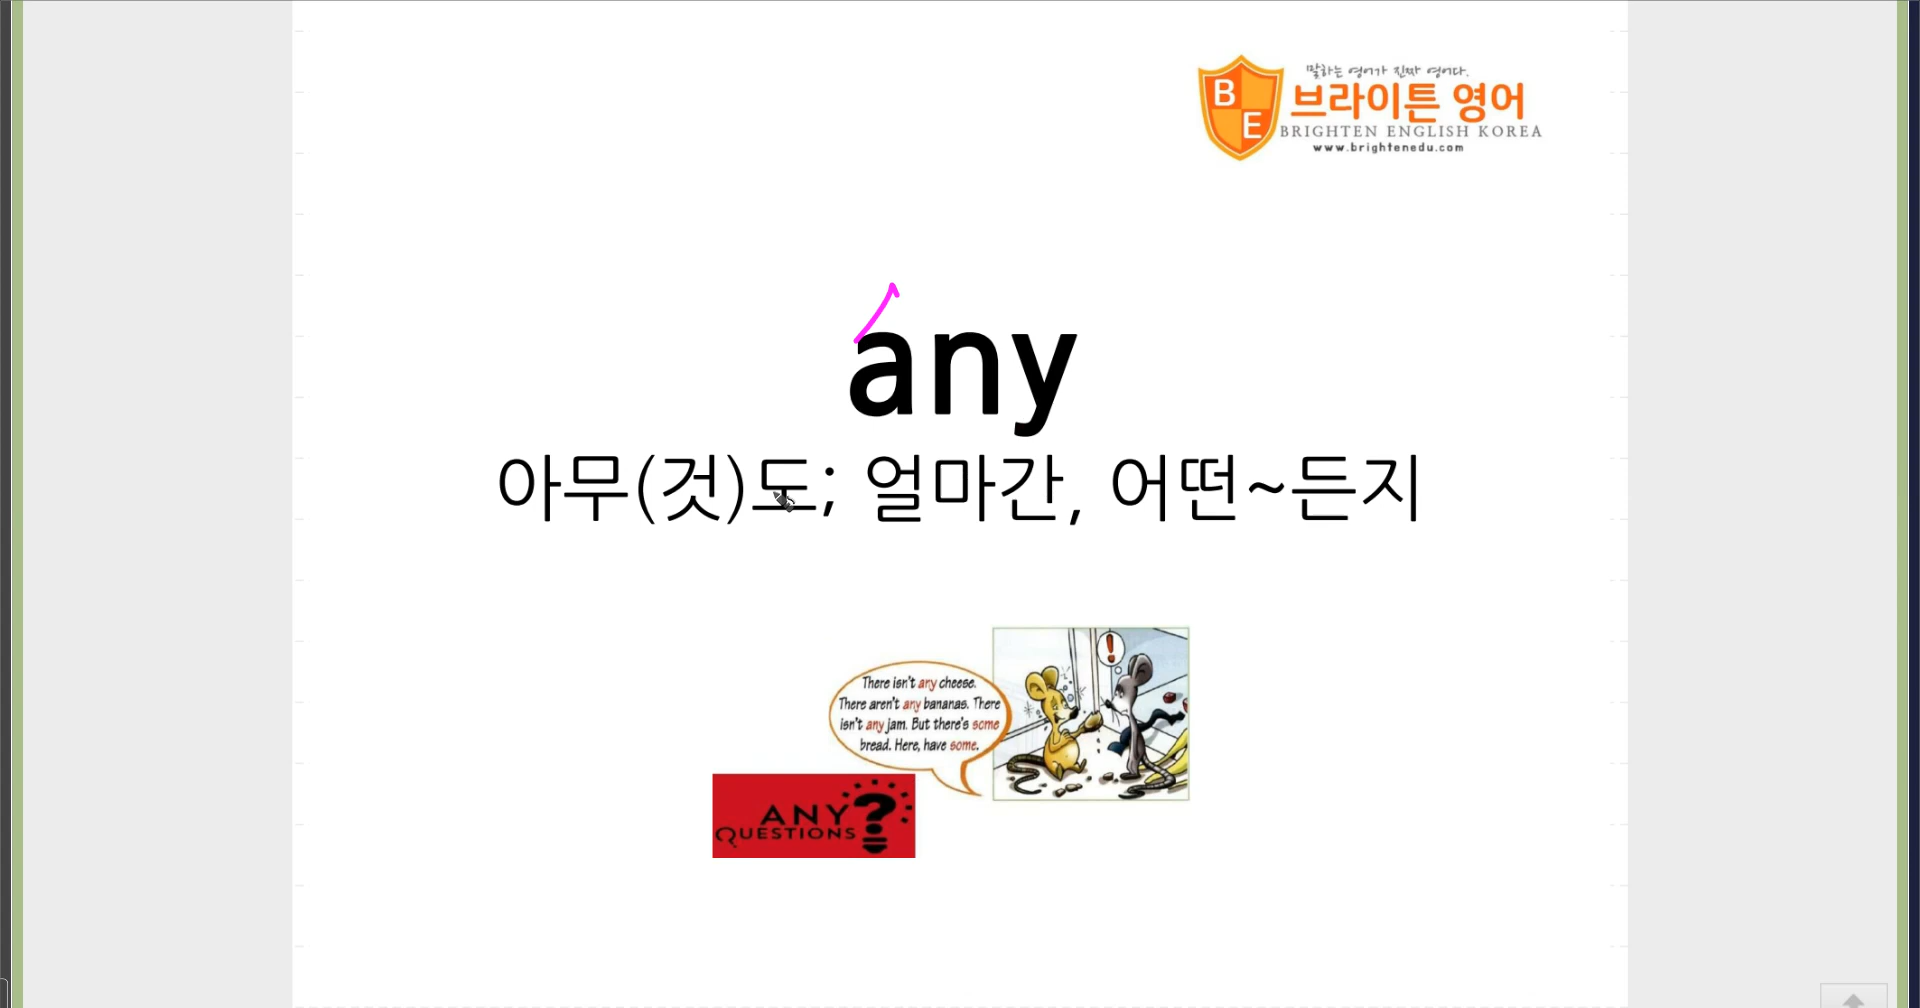 말하는 영어가 진짜 영어다.
B
E
브라이튼 영어
BRIGHTEN ENGLISH KOREA
www.brightenedu.com
any
아무(것)도; 얼마간, 어떤~든지
!
There isn't any cheese.
There aren't any bananas. There
isn't any jam. But there's some
bread. Here, have some.
ANY
QUESTIONS
?